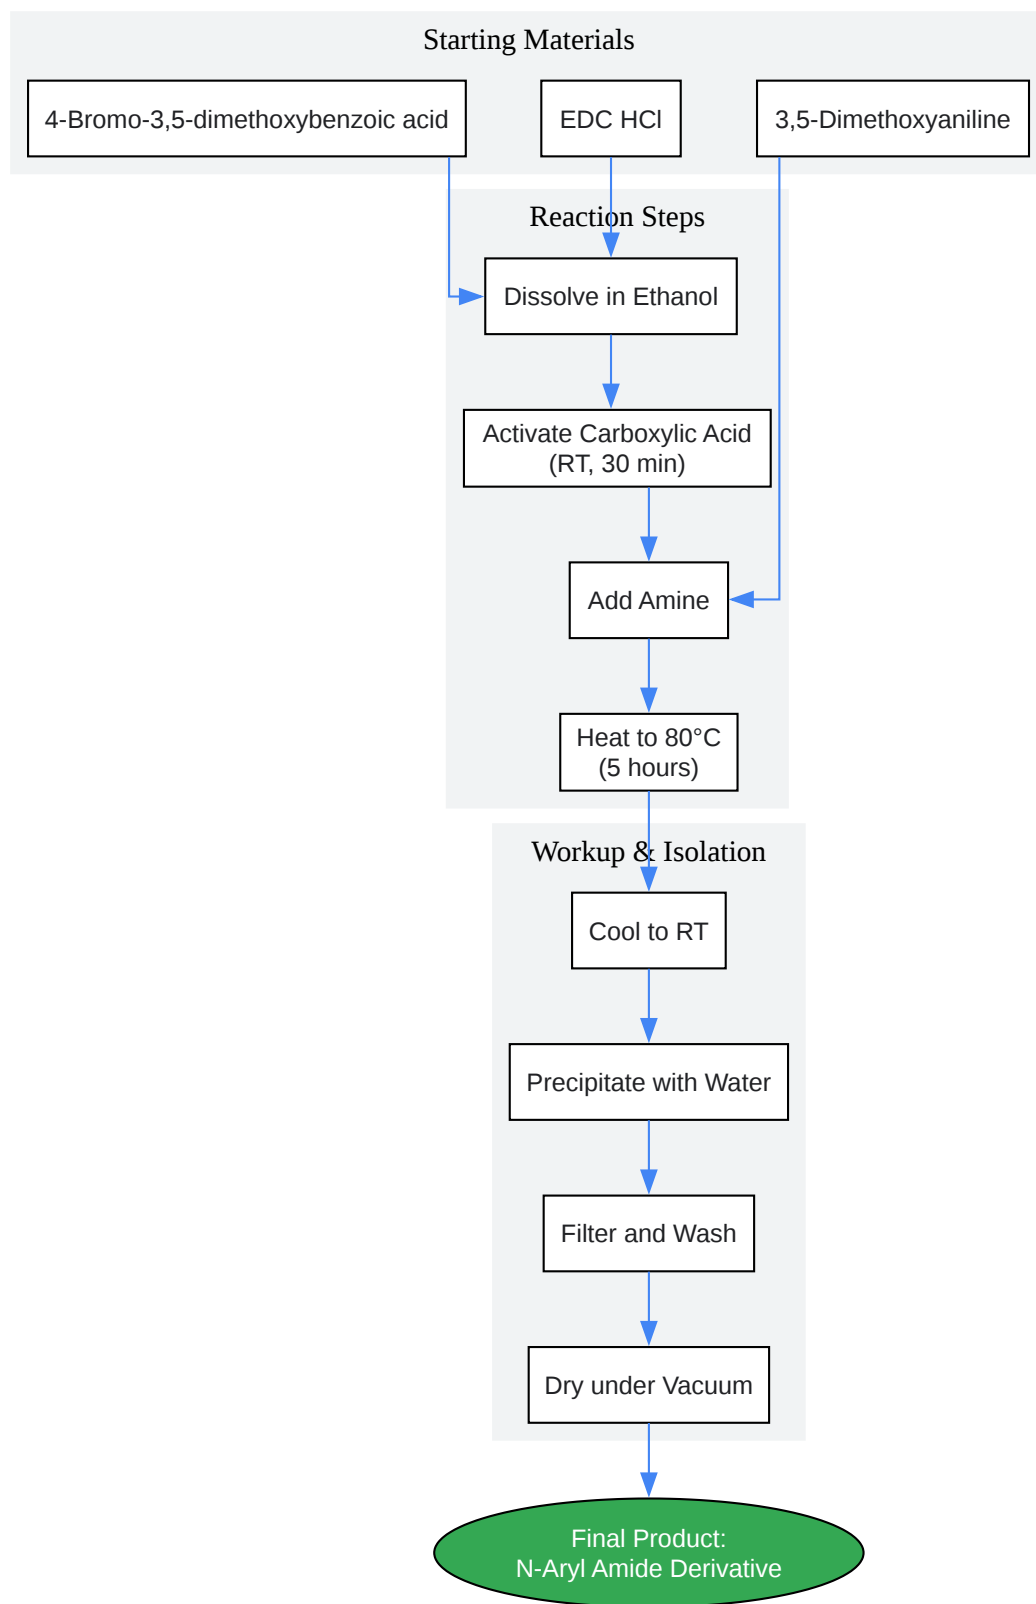 Starting Materials
4-Bromo-3,5-dimethoxybenzoic acid
EDC HCl
3,5-Dimethoxyaniline
Reaction Steps
Dissolve in Ethanol
Activate Carboxylic Acid
(RT, 30 min)
Add Amine
Heat to 80°C
(5 hours)
Workup & Isolation
Cool to RT
Precipitate with Water
Filter and Wash
Dry under Vacuum
Final Product:
N-Aryl Amide Derivative